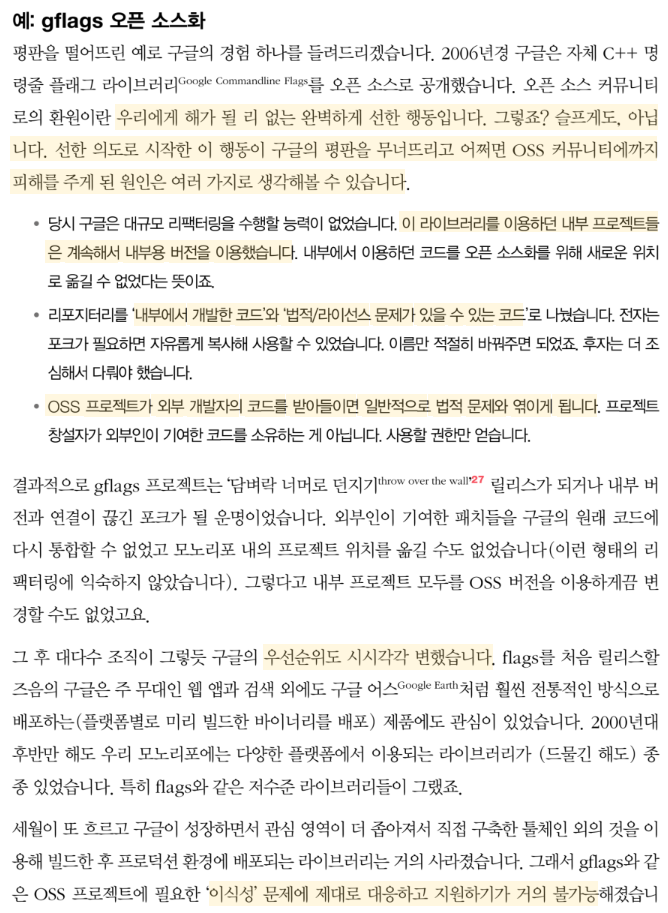 예: gflags 오픈 소스화
평판을 떨어뜨린 예로 구글의 경험 하나를 들려드리겠습니다. 2006년경 구글은 자체 C++ 명
령줄 플래그 라이브러리Google Commandline Flags를 오픈 소스로 공개했습니다. 오픈 소스 커뮤니티
로의 환원이란 우리에게 해가 될 리 없는 완벽하게 선한 행동입니다. 그렇죠? 슬프게도, 아닙
니다. 선한 의도로 시작한 이 행동이 구글의 평판을 무너뜨리고 어쩌면 OSS 커뮤니티에까지
피해를 주게 된 원인은 여러 가지로 생각해볼 수 있습니다.
• 당시 구글은 대규모 리팩터링을 수행할 능력이 없었습니다. 이 라이브러리를 이용하던 내부 프로젝트들
은 계속해서 내부용 버전을 이용했습니다. 내부에서 이용하던 코드를 오픈 소스화를 위해 새로운 위치
로 옮길 수 없었다는 뜻이죠.
• 리포지터리를 '내부에서 개발한 코드'와 '법적/라이선스 문제가 있을 수 있는 코드'로 나눴습니다. 전자는
포크가 필요하면 자유롭게 복사해 사용할 수 있었습니다. 이름만 적절히 바꿔주면 되었죠. 후자는 더 조
심해서 다뤄야 했습니다.
• OSS 프로젝트가 외부 개발자의 코드를 받아들이면 일반적으로 법적 문제와 엮이게 됩니다. 프로젝트
창설자가 외부인이 기여한 코드를 소유하는 게 아닙니다. 사용할 권한만 얻습니다.
결과적으로 gflags 프로젝트는 '담벼락 너머로 던지기throw over the wall'27 릴리스가 되거나 내부 버
전과 연결이 끊긴 포크가 될 운명이었습니다. 외부인이 기여한 패치들을 구글의 원래 코드에
다시 통합할 수 없었고 모노리포 내의 프로젝트 위치를 옮길 수도 없었습니다(이런 형태의 리
팩터링에 익숙하지 않았습니다). 그렇다고 내부 프로젝트 모두를 OSS 버전을 이용하게끔 변
경할 수도 없었고요.
그 후 대다수 조직이 그렇듯 구글의 우선순위도 시시각각 변했습니다. flags를 처음 릴리스할
즈음의 구글은 주 무대인 웹 앱과 검색 외에도 구글 어스Google Earth처럼 훨씬 전통적인 방식으로
배포하는(플랫폼별로 미리 빌드한 바이너리를 배포) 제품에도 관심이 있었습니다. 2000년대
후반만 해도 우리 모노리포에는 다양한 플랫폼에서 이용되는 라이브러리가 (드물긴 해도) 종
종 있었습니다. 특히 flags와 같은 저수준 라이브러리들이 그랬죠.
세월이 또 흐르고 구글이 성장하면서 관심 영역이 더 좁아져서 직접 구축한 툴체인 외의 것을 이
용해 빌드한 후 프로덕션 환경에 배포되는 라이브러리는 거의 사라졌습니다. 그래서 gflags와 같
은 OSS 프로젝트에 필요한 '이식성' 문제에 제대로 대응하고 지원하기가 거의 불가능해졌습니